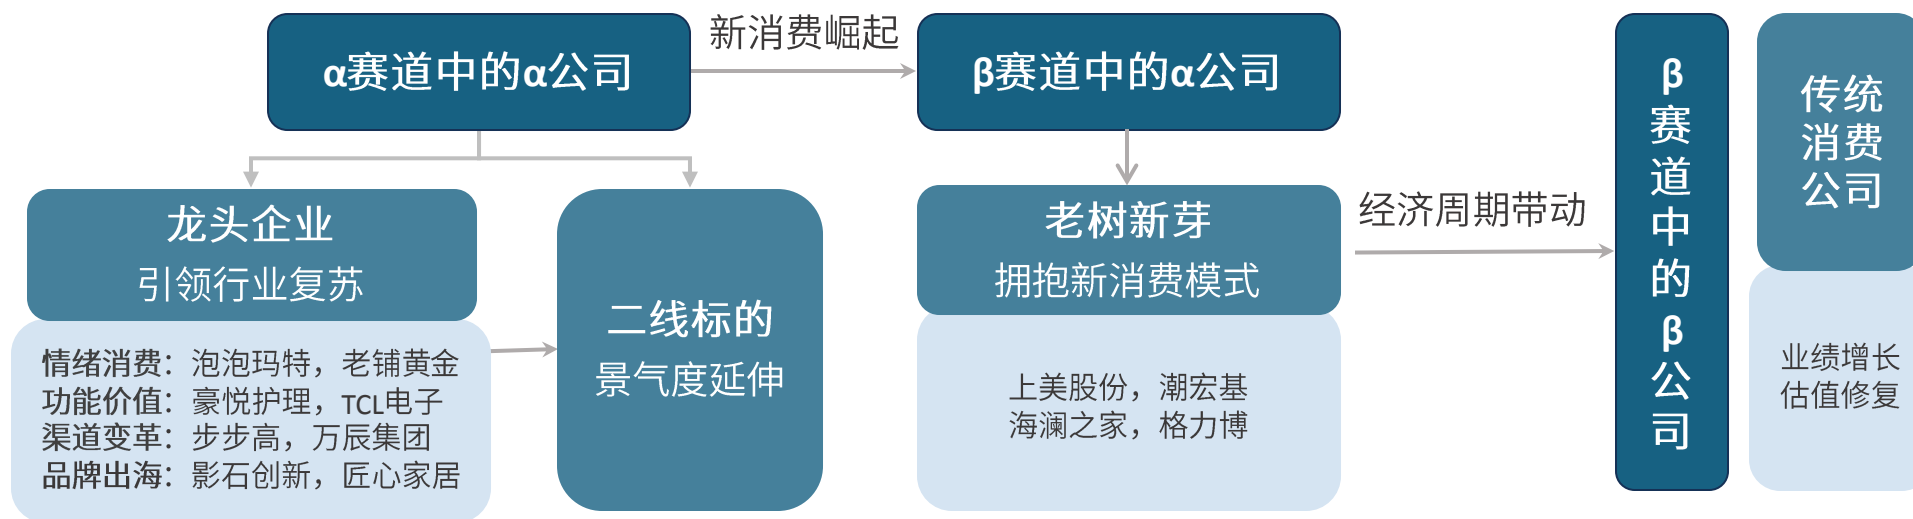 α赛道中的α公司
新消费崛起
β赛道中的α公司
龙头企业
引领行业复苏
情绪消费：泡泡玛特，老铺黄金
功能价值：豪悦护理，TCL电子
渠道变革：步步高，万辰集团
品牌出海：影石创新，匠心家居
二线标的
景气度延伸
老树新芽
拥抱新消费模式
上美股份，潮宏基
海澜之家，格力博
经济周期带动
β
赛
道
中
的
β
公
司
传统
消费
公司
业绩增长
估值修复